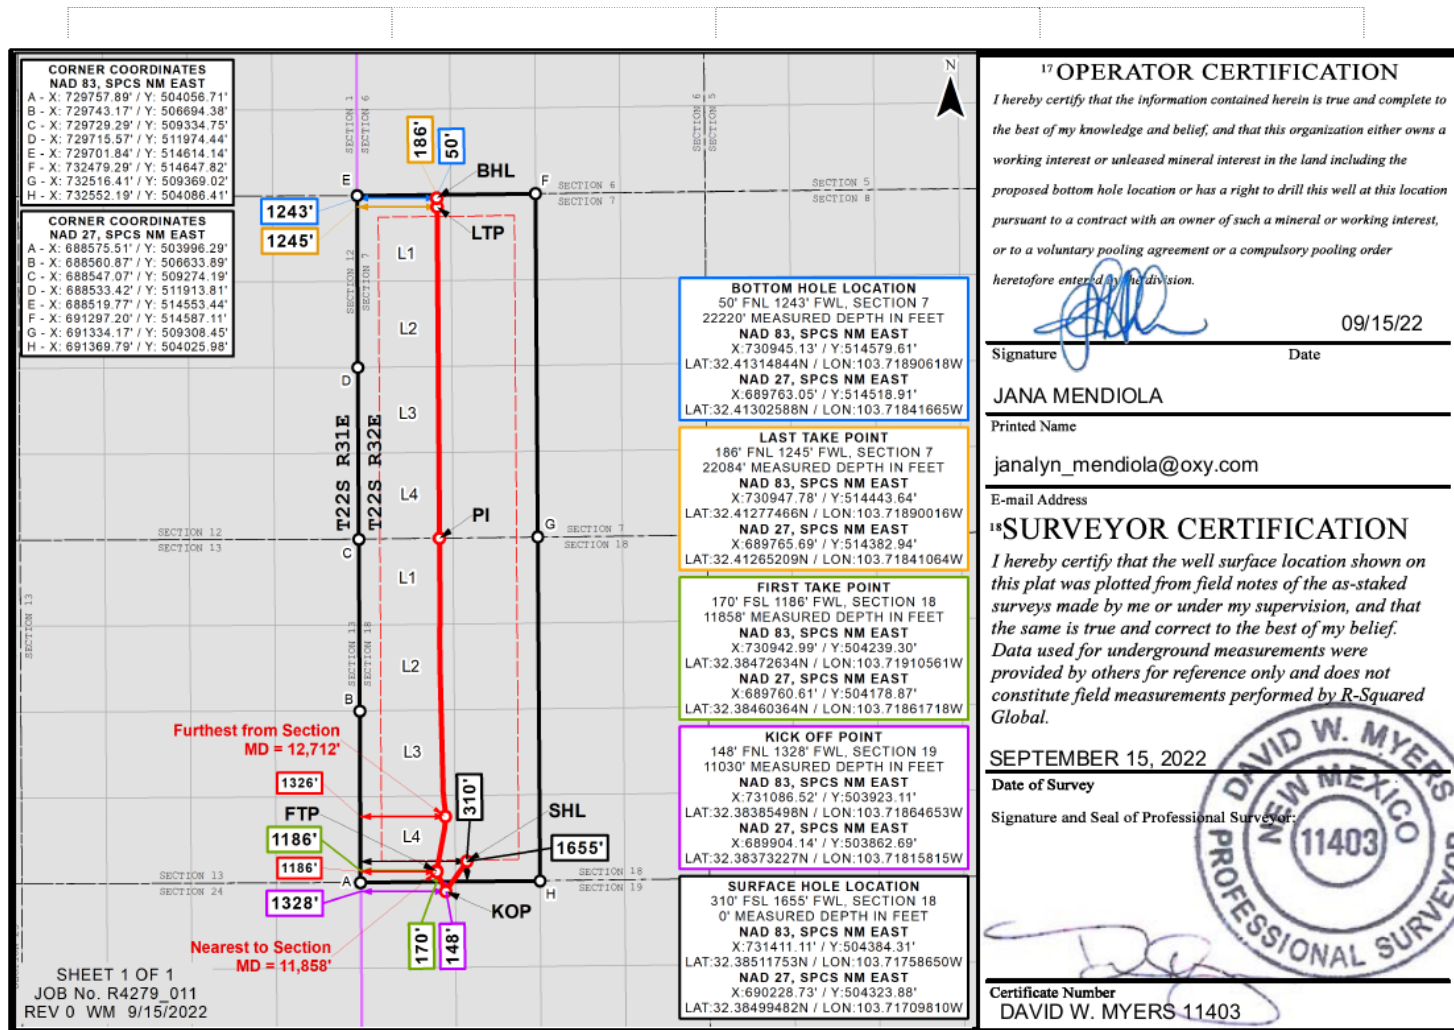 CORNER COORDINATES
NAD 83, SPCS NM EAST
A - X: 729757.89' / Y: 504056.71'
B - X: 729743.17' / Y: 506694.38'
C - X: 729729.29' / Y: 509334.75'
D - X: 729715.57' / Y: 511974.44'
E - X: 729701.84' / Y: 514614.14'
F - X: 732479.29' / Y: 514647.82'
G - X: 732516.41' / Y: 509369.02'
H - X: 732552.19' / Y: 504086.41'
CORNER COORDINATES
NAD 27, SPCS NM EAST
A - X: 688575.51' / Y: 503996.29'
B - X: 688560.87' / Y: 506633.89'
C - X: 688547.07' / Y: 509274.19'
D - X: 688533.42' / Y: 511913.81'
E - X: 688519.77' / Y: 514553.44'
F - X: 691297.20' / Y: 514587.11'
G - X: 691334.17' / Y: 509308.45'
H - X: 691369.79' / Y: 504025.98'
N
SECTION 1
SECTION 6
6
SECTION 5
186'
50'
BHL
E
F
SECTION 6
SECTION 7
SECTION 5
SECTION 8
1243'
1245'
LTP
L1
SECTION 12
SECTION 7
L2
D
L3
T22S R31E
T22S R32E
L4
PI
G
SECTION 12
SECTION 13
SECTION 7
SECTION 18
C
L1
SECTION 13
SECTION 13
SECTION 18
L2
B
Furthest from Section
MD = 12,712'
L3
1326'
310'
FTP
SHL
1186'
L4
1655'
1186'
SECTION 13
SECTION 24
A
SECTION 18
SECTION 19
H
1328'
KOP
170'
148'
Nearest to Section
MD = 11,858'
SHEET 1 OF 1
JOB No. R4279_011
REV 0 WM 9/15/2022
BOTTOM HOLE LOCATION
50' FNL 1243' FWL, SECTION 7
22220' MEASURED DEPTH IN FEET
NAD 83, SPCS NM EAST
X:730945.13' / Y:514579.61'
LAT:32.41314844N / LON:103.71890618W
NAD 27, SPCS NM EAST
X:689763.05' / Y:514518.91'
LAT:32.41302588N / LON:103.71841665W
LAST TAKE POINT
186' FNL 1245' FWL, SECTION 7
22084' MEASURED DEPTH IN FEET
NAD 83, SPCS NM EAST
X:730947.78' / Y:514443.64'
LAT:32.41277466N / LON:103.71890016W
NAD 27, SPCS NM EAST
X:689765.69' / Y:514382.94'
LAT:32.41265209N / LON:103.71841064W
FIRST TAKE POINT
170' FSL 1186' FWL, SECTION 18
11858' MEASURED DEPTH IN FEET
NAD 83, SPCS NM EAST
X:730942.99' / Y:504239.30'
LAT:32.38472634N / LON:103.71910561W
NAD 27, SPCS NM EAST
X:689760.61' / Y:504178.87'
LAT:32.38460364N / LON:103.71861718W
KICK OFF POINT
148' FNL 1328' FWL, SECTION 19
11030' MEASURED DEPTH IN FEET
NAD 83, SPCS NM EAST
X:731086.52' / Y:503923.11'
LAT:32.38385498N / LON:103.71864653W
NAD 27, SPCS NM EAST
X:689904.14' / Y:503862.69'
LAT:32.38373227N / LON:103.71815815W
SURFACE HOLE LOCATION
310' FSL 1655' FWL, SECTION 18
0' MEASURED DEPTH IN FEET
NAD 83, SPCS NM EAST
X:731411.11' / Y:504384.31'
LAT:32.38511753N / LON:103.71758650W
NAD 27, SPCS NM EAST
X:690228.73' / Y:504323.88'
LAT:32.38499482N / LON:103.71709810W
17 OPERATOR CERTIFICATION
I hereby certify that the information contained herein is true and complete to
the best of my knowledge and belief, and that this organization either owns a
working interest or unleased mineral interest in the land including the
proposed bottom hole location or has a right to drill this well at this location
pursuant to a contract with an owner of such a mineral or working interest,
or to a voluntary pooling agreement or a compulsory pooling order
heretofore entered by the division.
09/15/22
Signature Date
JANA MENDIOLA
Printed Name
janalyn_mendiola@oxy.com
E-mail Address
18 SURVEYOR CERTIFICATION
I hereby certify that the well surface location shown on
this plat was plotted from field notes of the as-staked
surveys made by me or under my supervision, and that
the same is true and correct to the best of my belief.
Data used for underground measurements were
provided by others for reference only and does not
constitute field measurements performed by R-Squared
Global.
SEPTEMBER 15, 2022
Date of Survey
Signature and Seal of Professional Surveyor:
DAVID W. MYERS
NEW MEXICO
11403
PROFESSIONAL SURVEYOR
Certificate Number
DAVID W. MYERS 11403